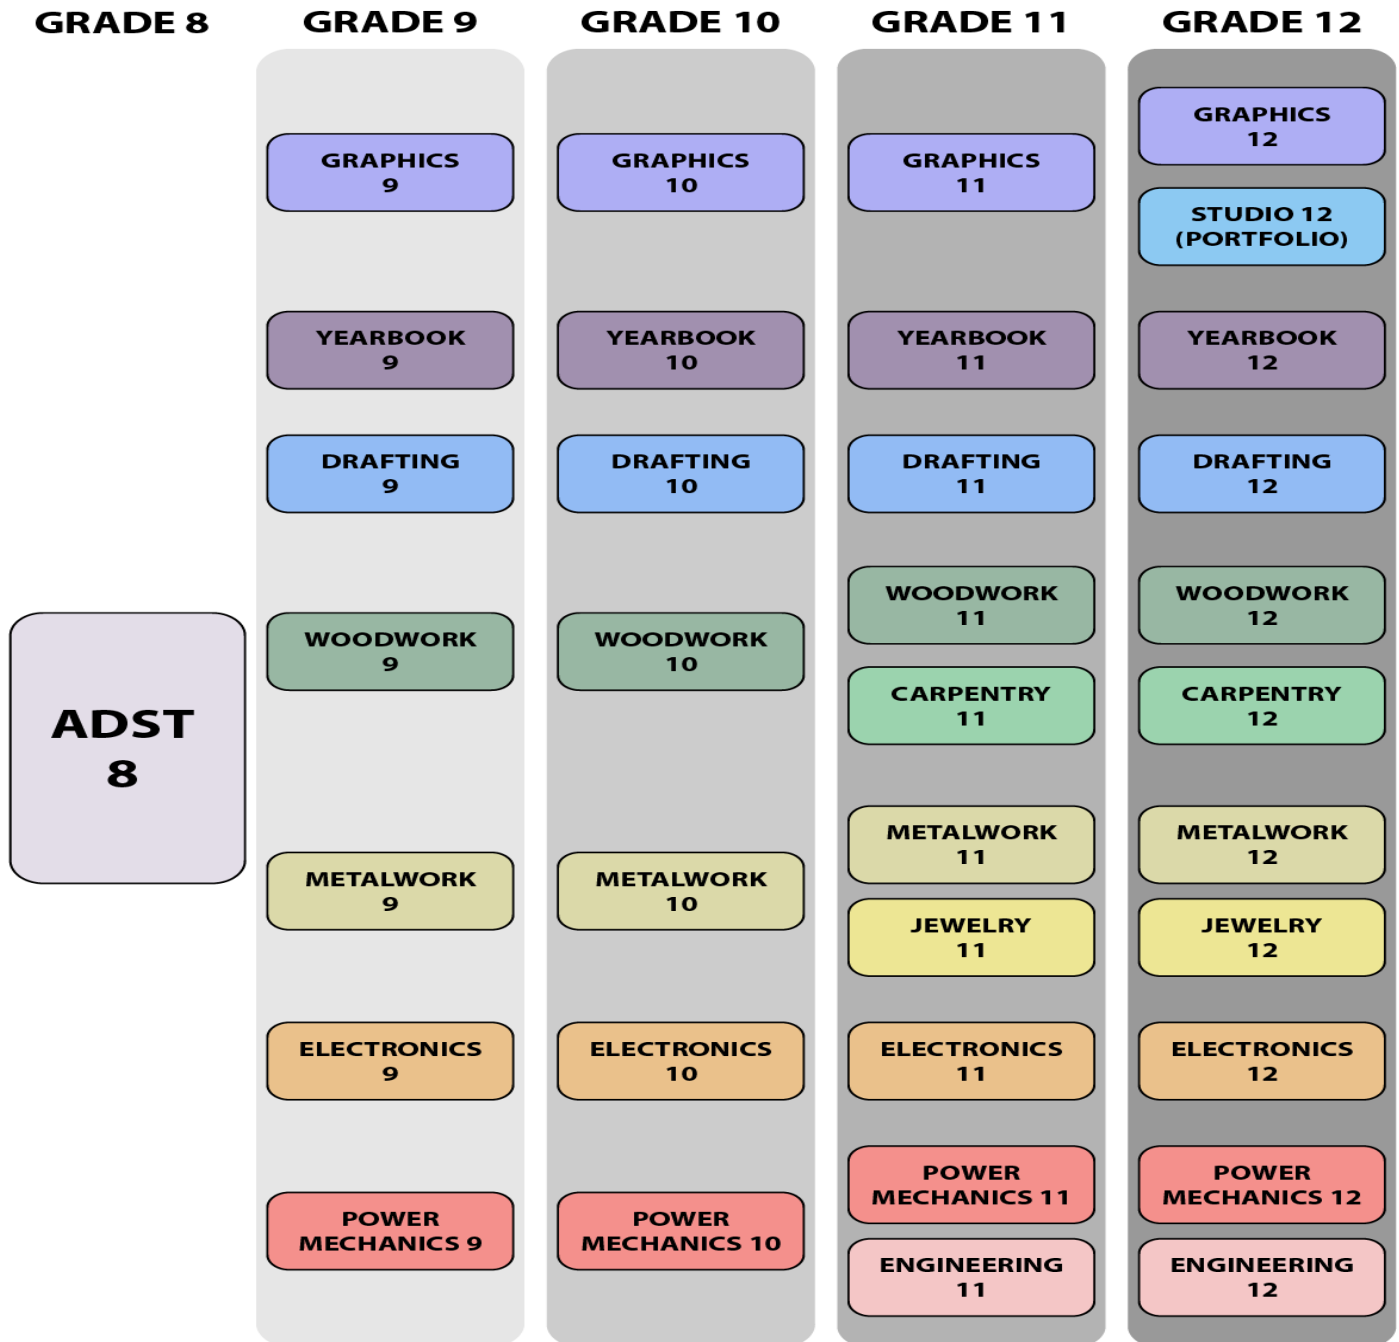 GRADE 8
GRADE 9
GRADE 10
GRADE 11
GRADE 12
ADST
8
GRAPHICS
9
YEARBOOK
9
DRAFTING
9
WOODWORK
9
METALWORK
9
ELECTRONICS
9
POWER
MECHANICS 9
GRAPHICS
10
YEARBOOK
10
DRAFTING
10
WOODWORK
10
METALWORK
10
ELECTRONICS
10
POWER
MECHANICS 10
GRAPHICS
11
YEARBOOK
11
DRAFTING
11
WOODWORK
11
CARPENTRY
11
METALWORK
11
JEWELRY
11
ELECTRONICS
11
POWER
MECHANICS 11
ENGINEERING
11
GRAPHICS
12
STUDIO 12
(PORTFOLIO)
YEARBOOK
12
DRAFTING
12
WOODWORK
12
CARPENTRY
12
METALWORK
12
JEWELRY
12
ELECTRONICS
12
POWER
MECHANICS 12
ENGINEERING
12